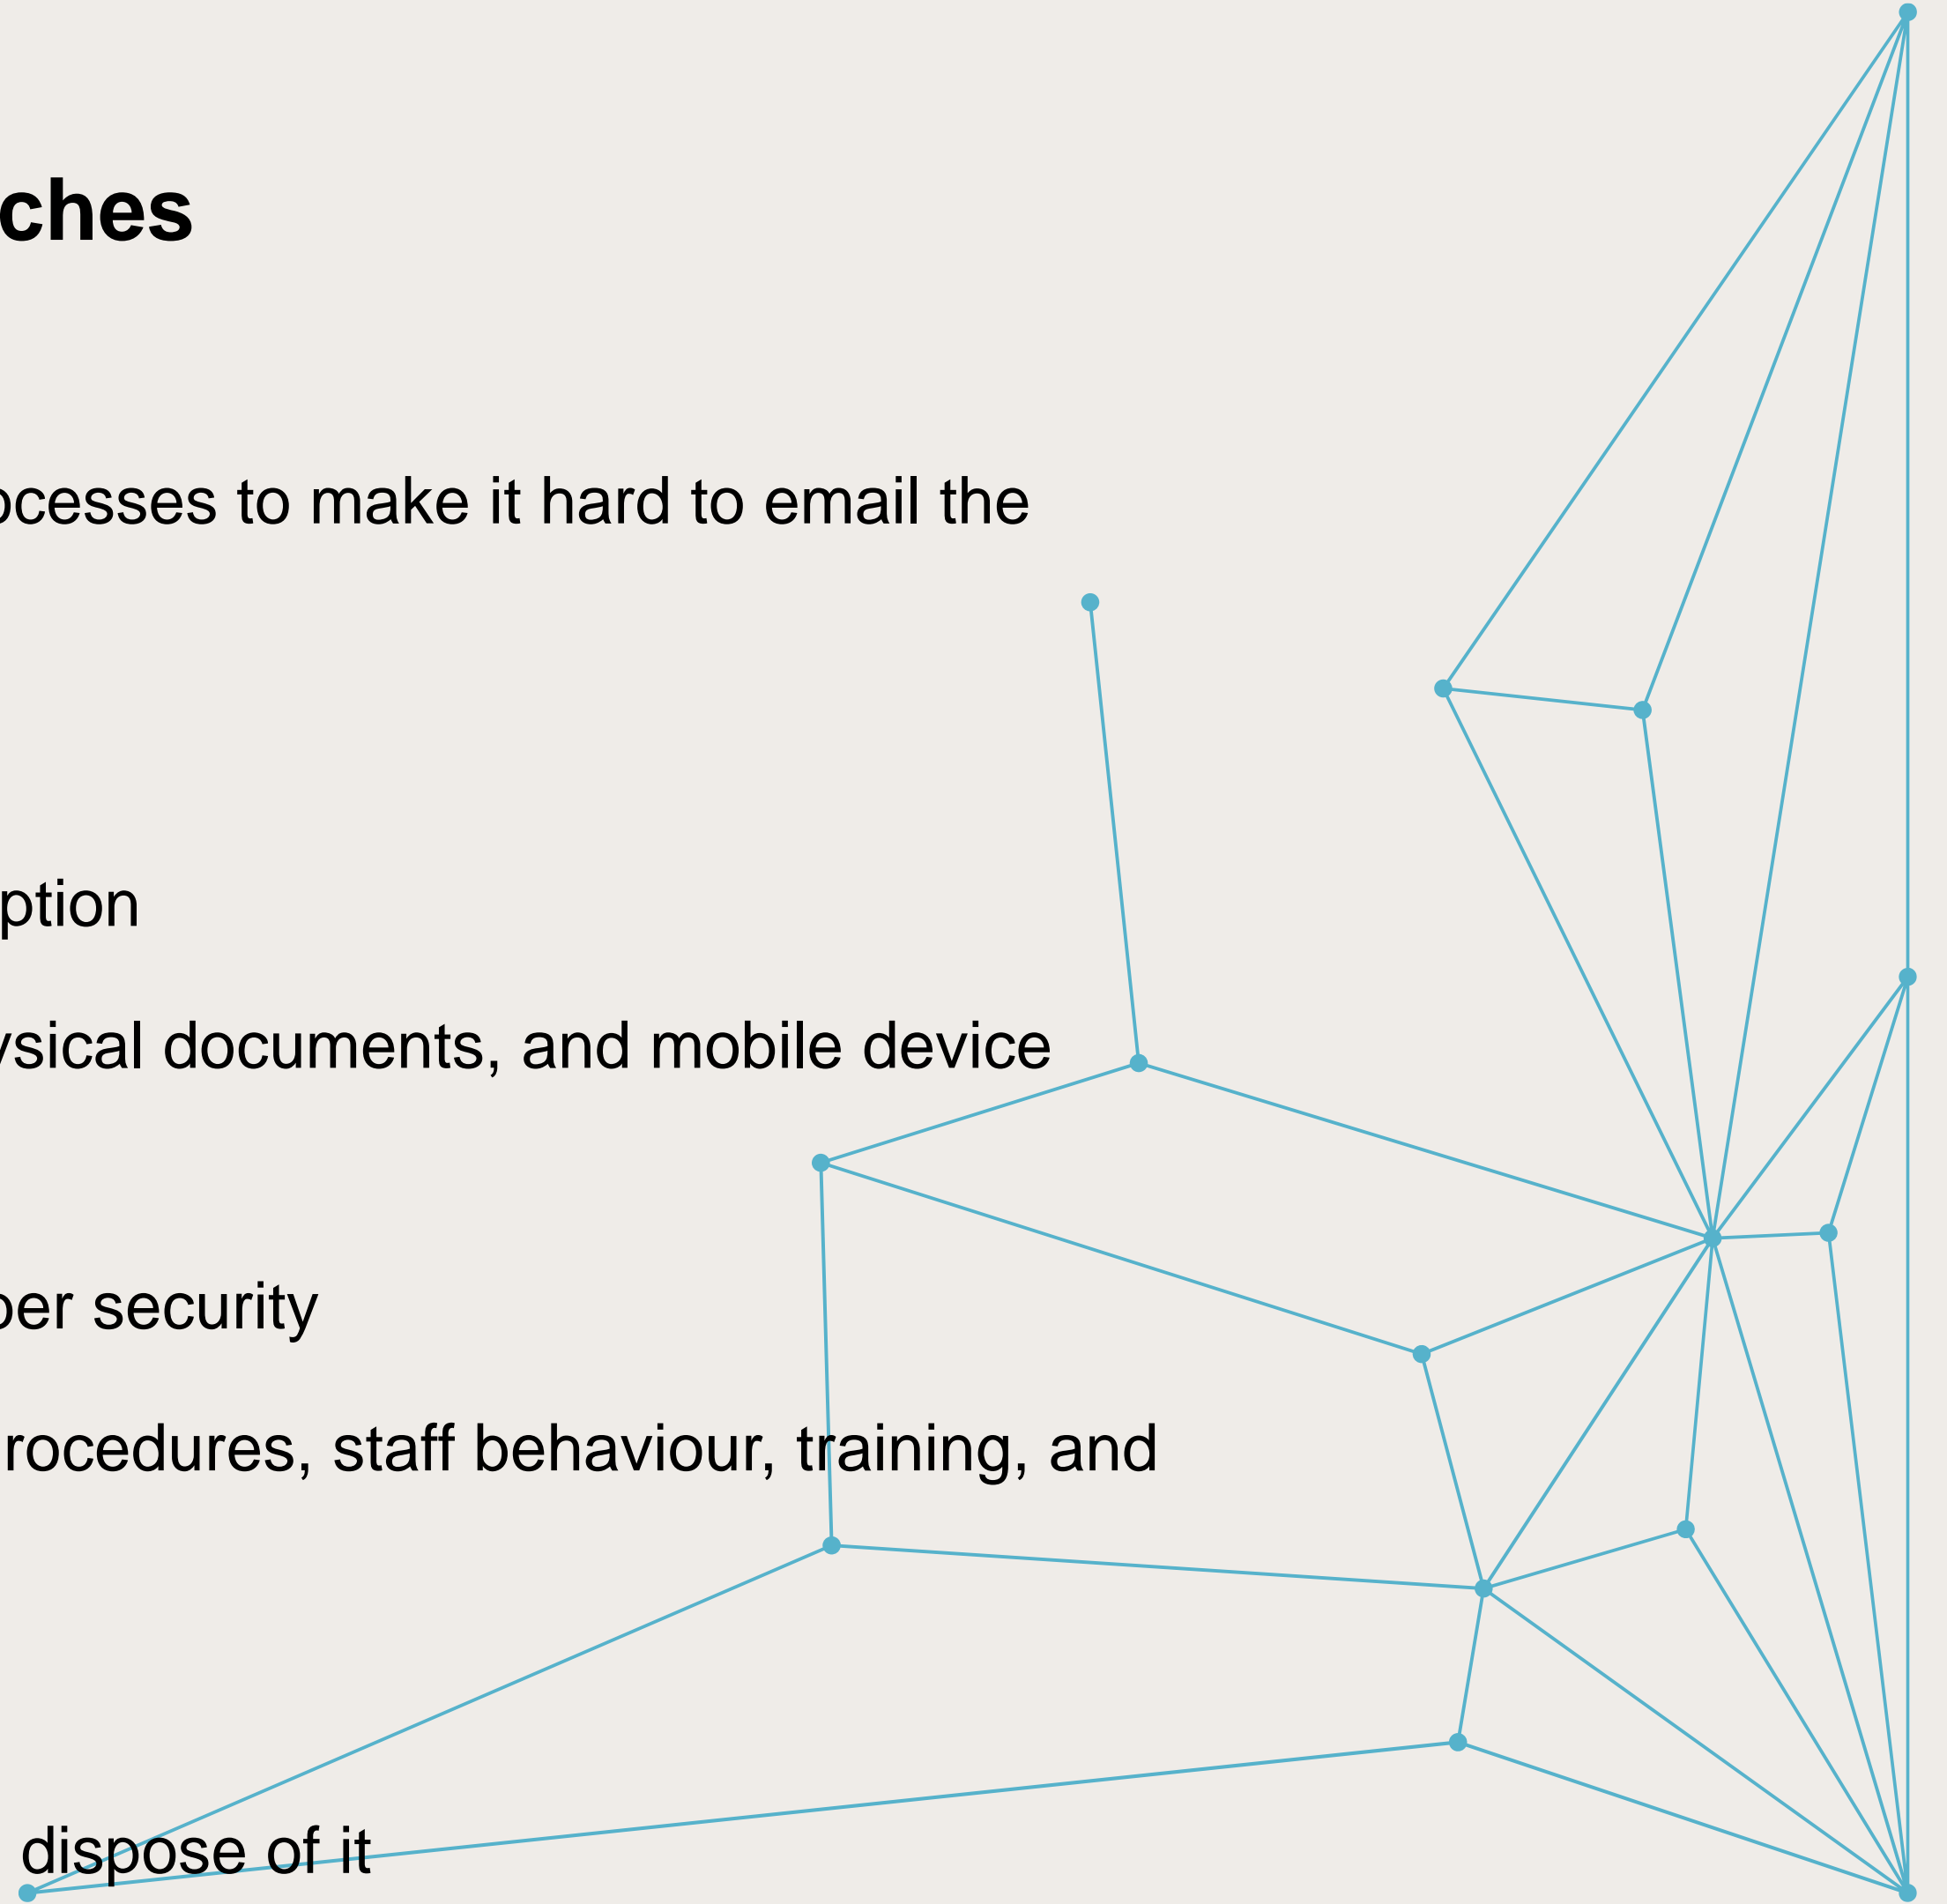 ches
ocesses to make it hard to email the
ption
ysical documents, and mobile device
ber security
rocedures, staff behaviour, training, and
dispose of it